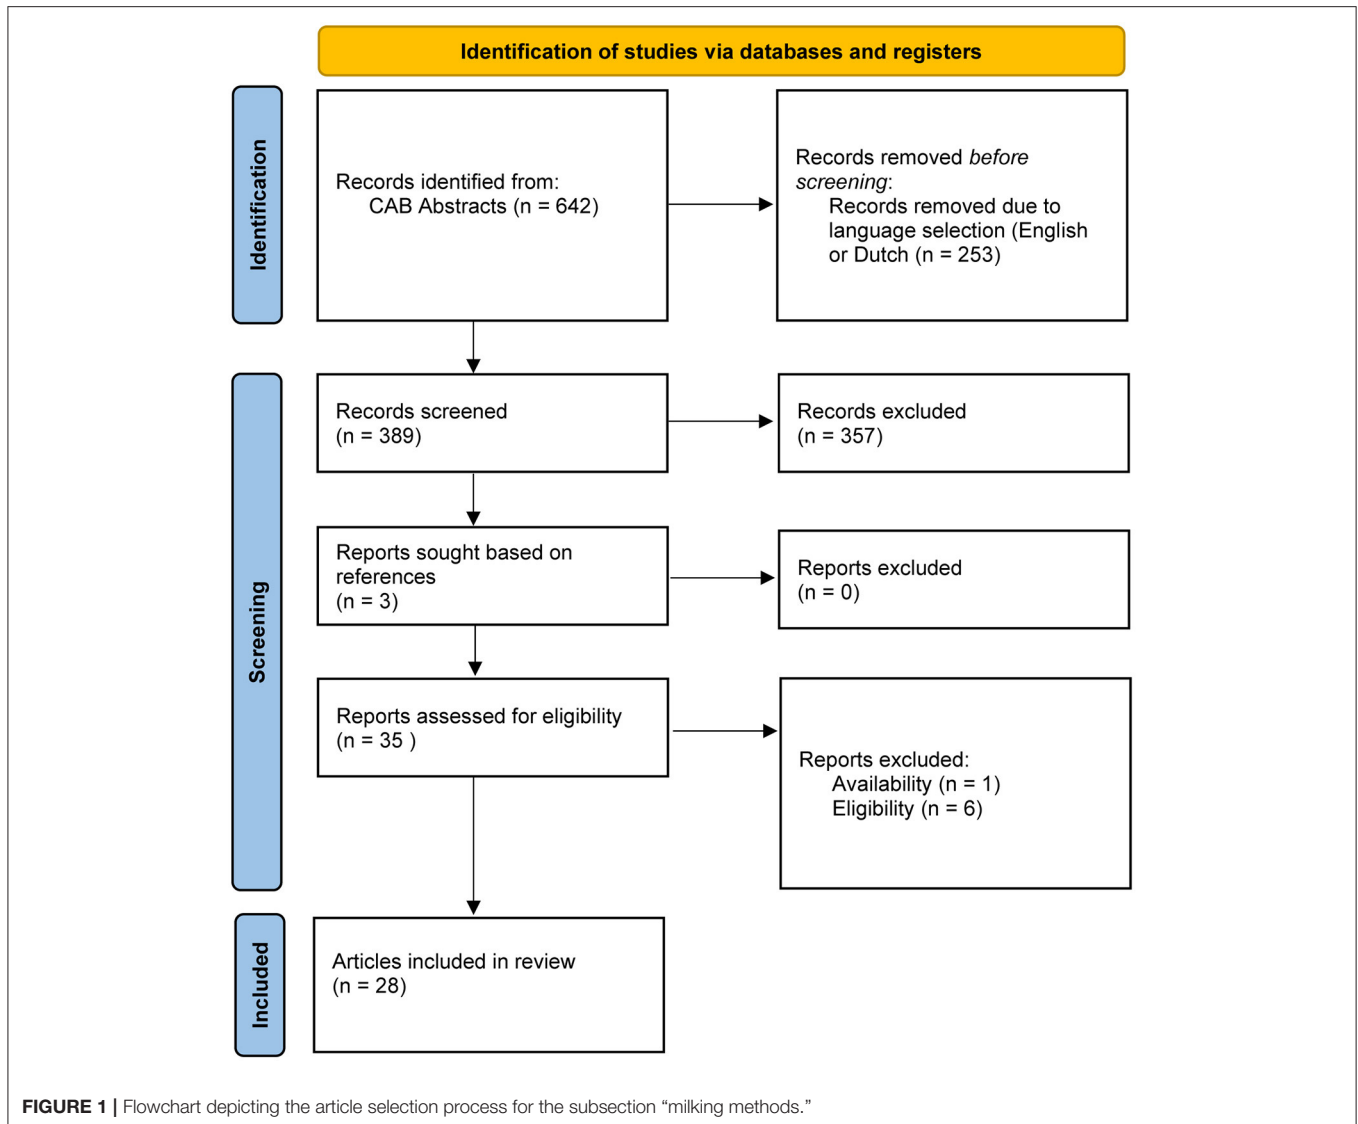 Identification of studies via databases and registers
Identification
Records identified from:
CAB Abstracts (n = 642)
Records removed before
screening:
Records removed due to
language selection (English
or Dutch (n = 253)
Screening
Records screened
(n = 389)
Records excluded
(n = 357)
Reports sought based on
references
(n = 3)
Reports excluded
(n = 0)
Reports assessed for eligibility
(n = 35 )
Reports excluded:
Availability (n = 1)
Eligibility (n = 6)
Included
Articles included in review
(n = 28)
FIGURE 1 | Flowchart depicting the article selection process for the subsection “milking methods.”